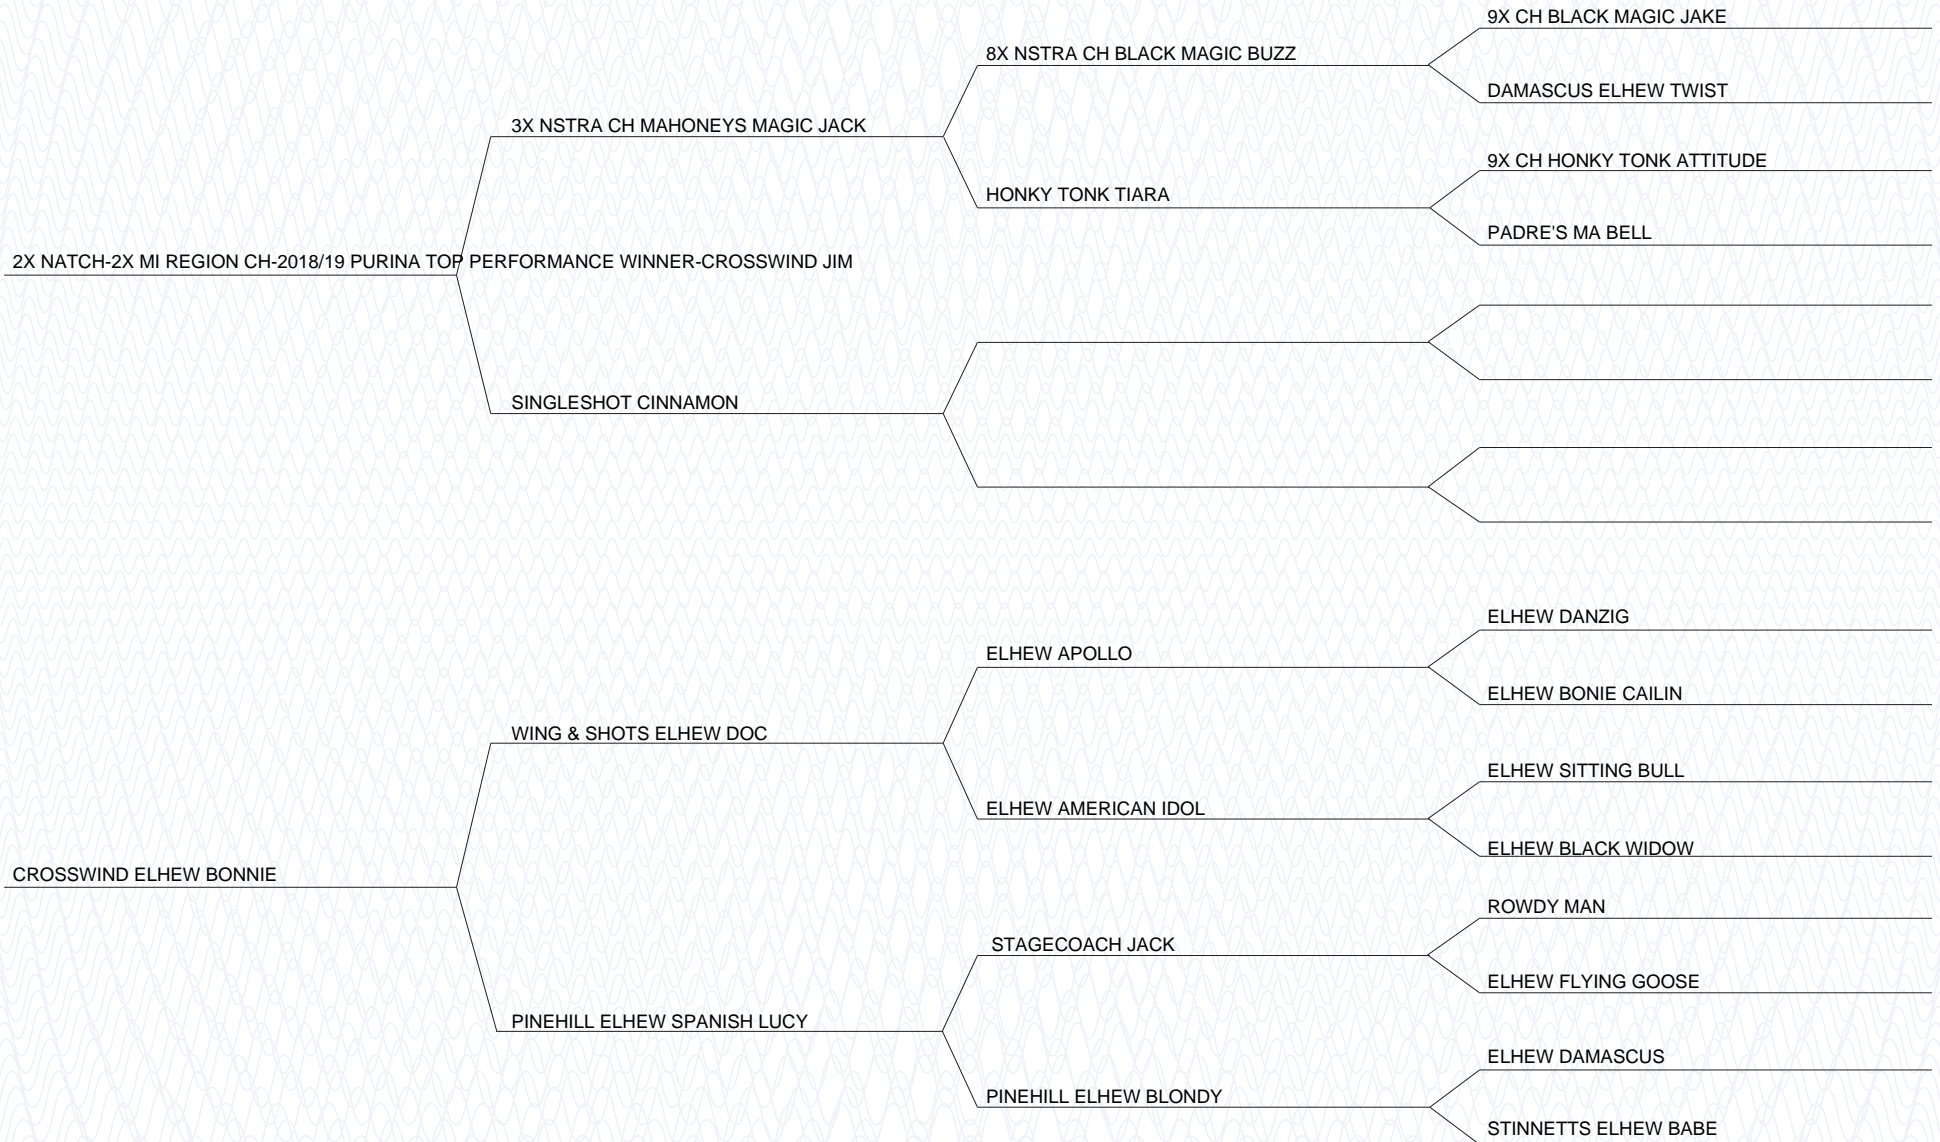 9X CH BLACK MAGIC JAKE
8X NSTRA CH BLACK MAGIC BUZZ
DAMASCUS ELHEW TWIST
3X NSTRA CH MAHONEYS MAGIC JACK
9X CH HONKY TONK ATTITUDE
HONKY TONK TIARA
PADRE'S MA BELL
2X NATCH-2X MI REGION CH-2018/19 PURINA TOP PERFORMANCE WINNER-CROSSWIND JIM
SINGLESHOT CINNAMON
ELHEW DANZIG
ELHEW APOLLO
ELHEW BONIE CAILIN
WING & SHOTS ELHEW DOC
ELHEW SITTING BULL
ELHEW AMERICAN IDOL
ELHEW BLACK WIDOW
CROSSWIND ELHEW BONNIE
ROWDY MAN
STAGECOACH JACK
ELHEW FLYING GOOSE
PINEHILL ELHEW SPANISH LUCY
ELHEW DAMASCUS
PINEHILL ELHEW BLONDY
STINNETTS ELHEW BABE